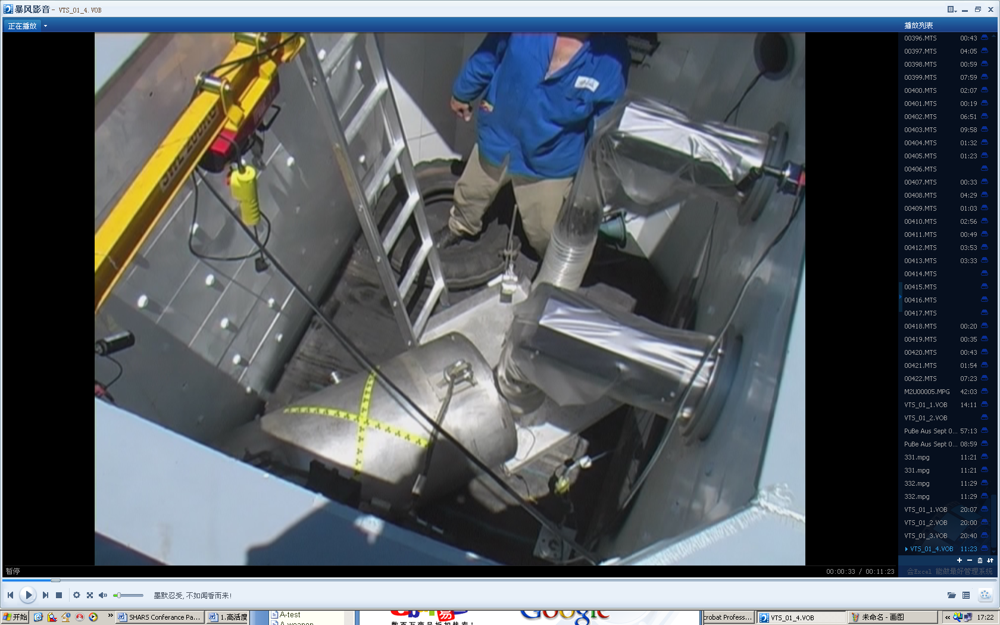 暴风影音 - VTS_01_4.VOB
正在播放
播放列表
00396.MTS 00:43
00397.MTS 04:05
00398.MTS 00:59
00399.MTS 07:59
00400.MTS 02:07
00401.MTS 00:19
00402.MTS 06:51
00403.MTS 09:58
00404.MTS 01:32
00405.MTS 01:23
00406.MTS
00407.MTS 00:33
00408.MTS 04:29
00409.MTS 01:03
00410.MTS 02:56
00411.MTS 00:49
00412.MTS 03:53
00413.MTS 03:33
00414.MTS
00415.MTS
00416.MTS
00417.MTS
00418.MTS 00:20
00419.MTS 00:35
00420.MTS 00:43
00421.MTS 01:54
00422.MTS 07:23
M2U00005.MPG 42:03
VTS_01_1.VOB 14:11
VTS_01_2.VOB
PuBe Aus Sept 0... 57:13
PuBe Aus Sept 0... 08:59
331.mpg 11:21
331.mpg 11:21
332.mpg 11:29
332.mpg 11:29
VTS_01_1.VOB 20:07
VTS_01_2.VOB 20:00
VTS_01_3.VOB 20:40
VTS_01_4.VOB 11:23
暂停
00:00:33 / 00:11:23
会Excel 能做最好管理系统
墨默忍受,不如闻香而来!
开始
SHARS Conferance Pa...
1.高活度
A-test
A-weapon
易
Google
crobat Profess...
VTS_01_4.VOB
未命名 - 画图
17:22